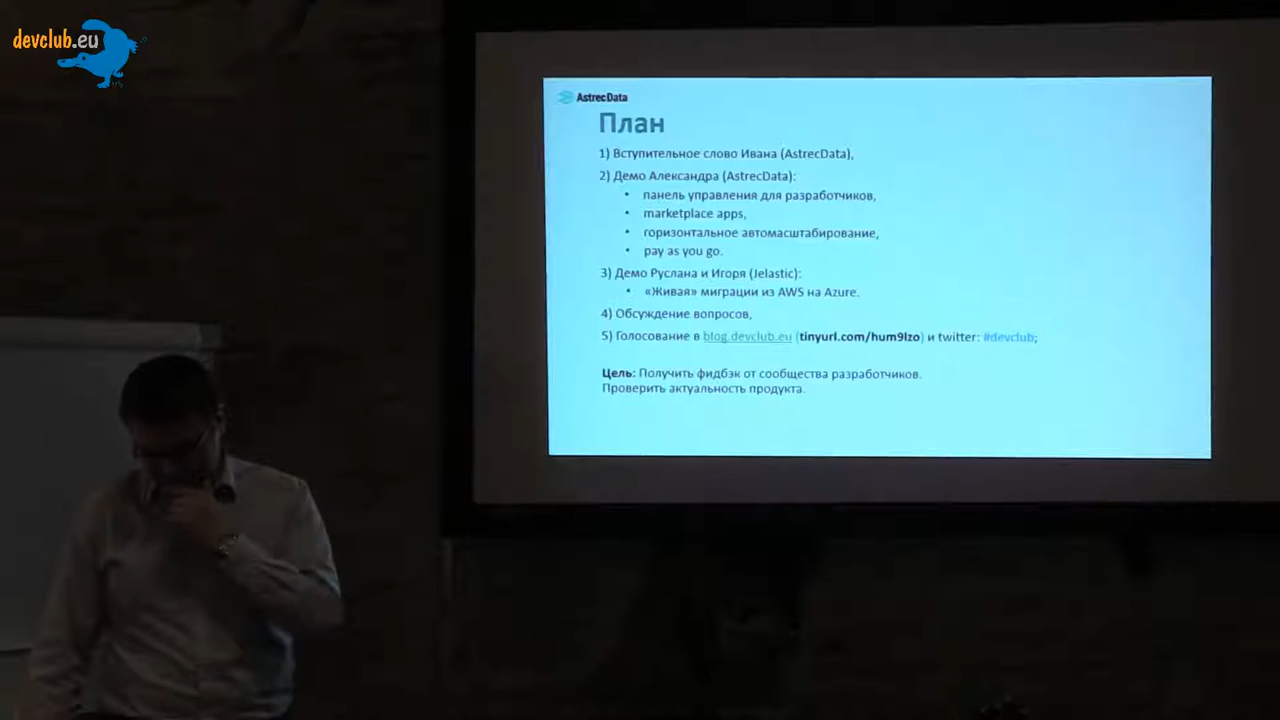 devclub.eu
AstrecData
План
1) Вступительное слово Ивана (AstrecData),
2) Демо Александра (AstrecData):
• панель управления для разработчиков,
• marketplace apps,
• горизонтальное автомасштабирование,
• pay as you go.
3) Демо Руслана и Игоря (Jelastic):
• «Живая» миграции из AWS на Azure.
4) Обсуждение вопросов,
5) Голосование в blog.devclub.eu (tinyurl.com/hum9lzo) и twitter: #devclub;
Цель: Получить фидбэк от сообщества разработчиков.
Проверить актуальность продукта.